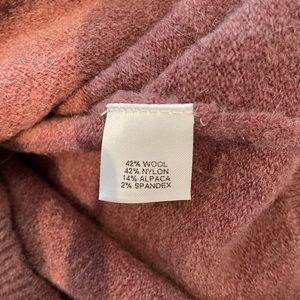 42% WOOL
42% NYLON
14% ALPACA
2% SPANDEX